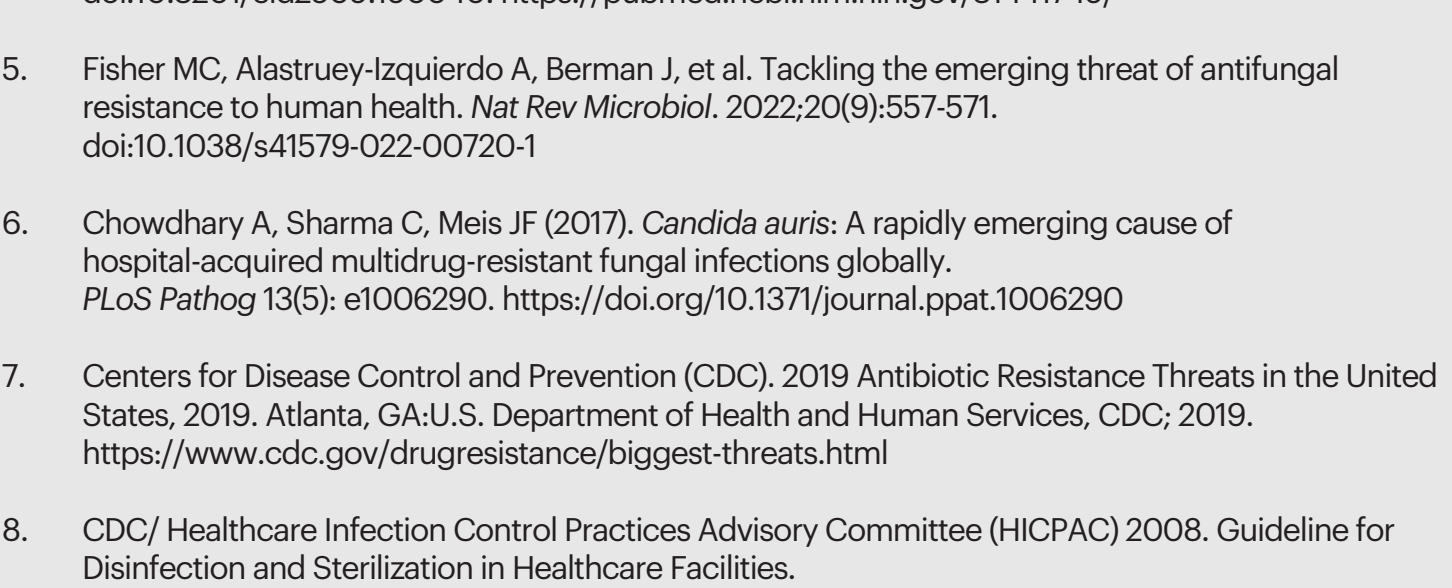 5. Fisher MC, Alastruey-Izquierdo A, Berman J, et al. Tackling the emerging threat of antifungal
resistance to human health. Nat Rev Microbiol. 2022;20(9):557-571.
doi:10.1038/s41579-022-00720-1
6. Chowdhary A, Sharma C, Meis JF (2017). Candida auris: A rapidly emerging cause of
hospital-acquired multidrug-resistant fungal infections globally.
PLoS Pathog 13(5): e1006290. https://doi.org/10.1371/journal.ppat.1006290
7. Centers for Disease Control and Prevention (CDC). 2019 Antibiotic Resistance Threats in the United
States, 2019. Atlanta, GA:U.S. Department of Health and Human Services, CDC; 2019.
https://www.cdc.gov/drugresistance/biggest-threats.html
8. CDC/ Healthcare Infection Control Practices Advisory Committee (HICPAC) 2008. Guideline for
Disinfection and Sterilization in Healthcare Facilities.